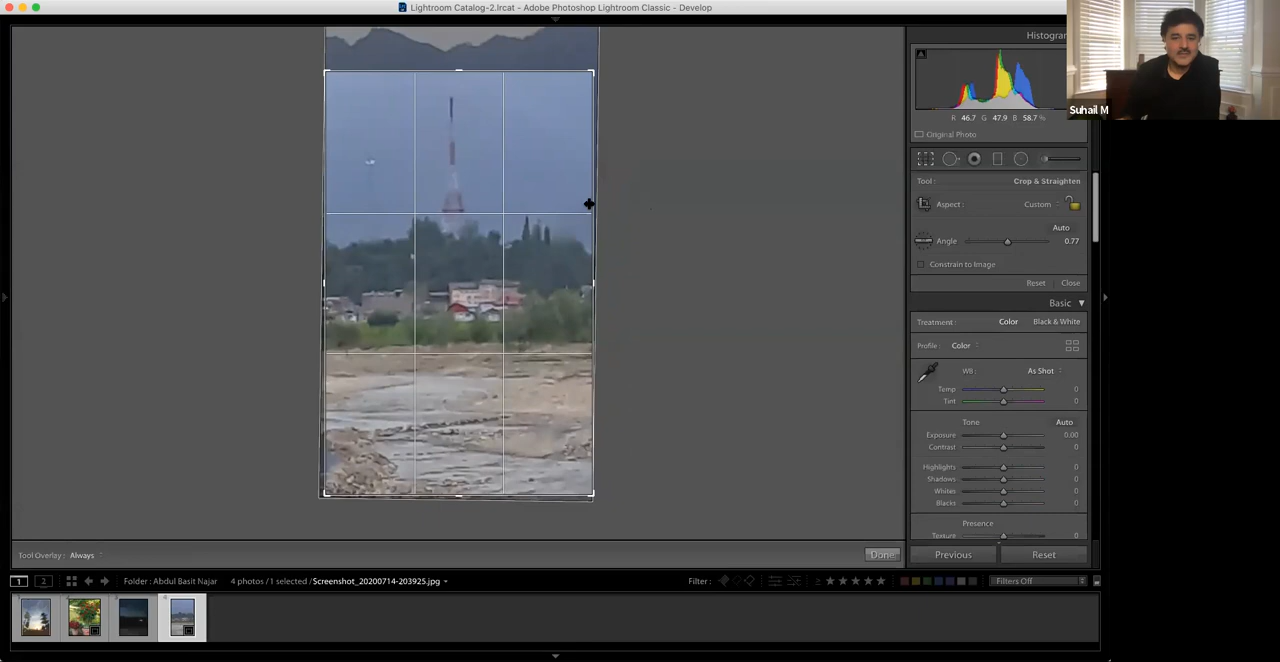 Lightroom Catalog-2.lrcat - Adobe Photoshop Lightroom Classic - Develop
Histogram
R 46.7 G 47.9 B 58.7 %
Original Photo
Tool : Crop & Straighten
Aspect : Custom
Auto
Angle 0.77
Constrain to Image
Reset Close
Basic
Treatment : Color Black & White
Profile : Color
WB : As Shot
Temp 0
Tint 0
Tone Auto
Exposure 0.00
Contrast 0
Highlights 0
Shadows 0
Whites 0
Blacks 0
Presence
Texture 0
Suhail M
Tool Overlay : Always Done Previous Reset
1 2 Folder : Abdul Basit Najar 4 photos / 1 selected / Screenshot_20200714-203925.jpg Filter : Filters Off